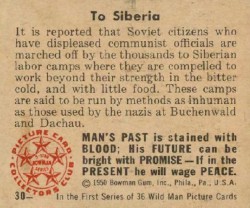 To Siberia
It is reported that Soviet citizens who
have displeased communist officials are
marched off by the thousands to Siberian
labor camps where they are compelled to
work beyond their strength in the bitter
cold, and with little food. These camps
are said to be run by methods as inhuman
as those used by the nazis at Buchenwald
and Dachau.
PICTURE CARD
COLLECTORS CLUB
MAN'S PAST is stained with
BLOOD; His FUTURE can be
bright with PROMISE—If in the
PRESENT he will wage PEACE.
©1950 Bowman Gum, Inc., Phila., Pa., U.S.A.
30— In the First Series of 36 Wild Man Picture Cards